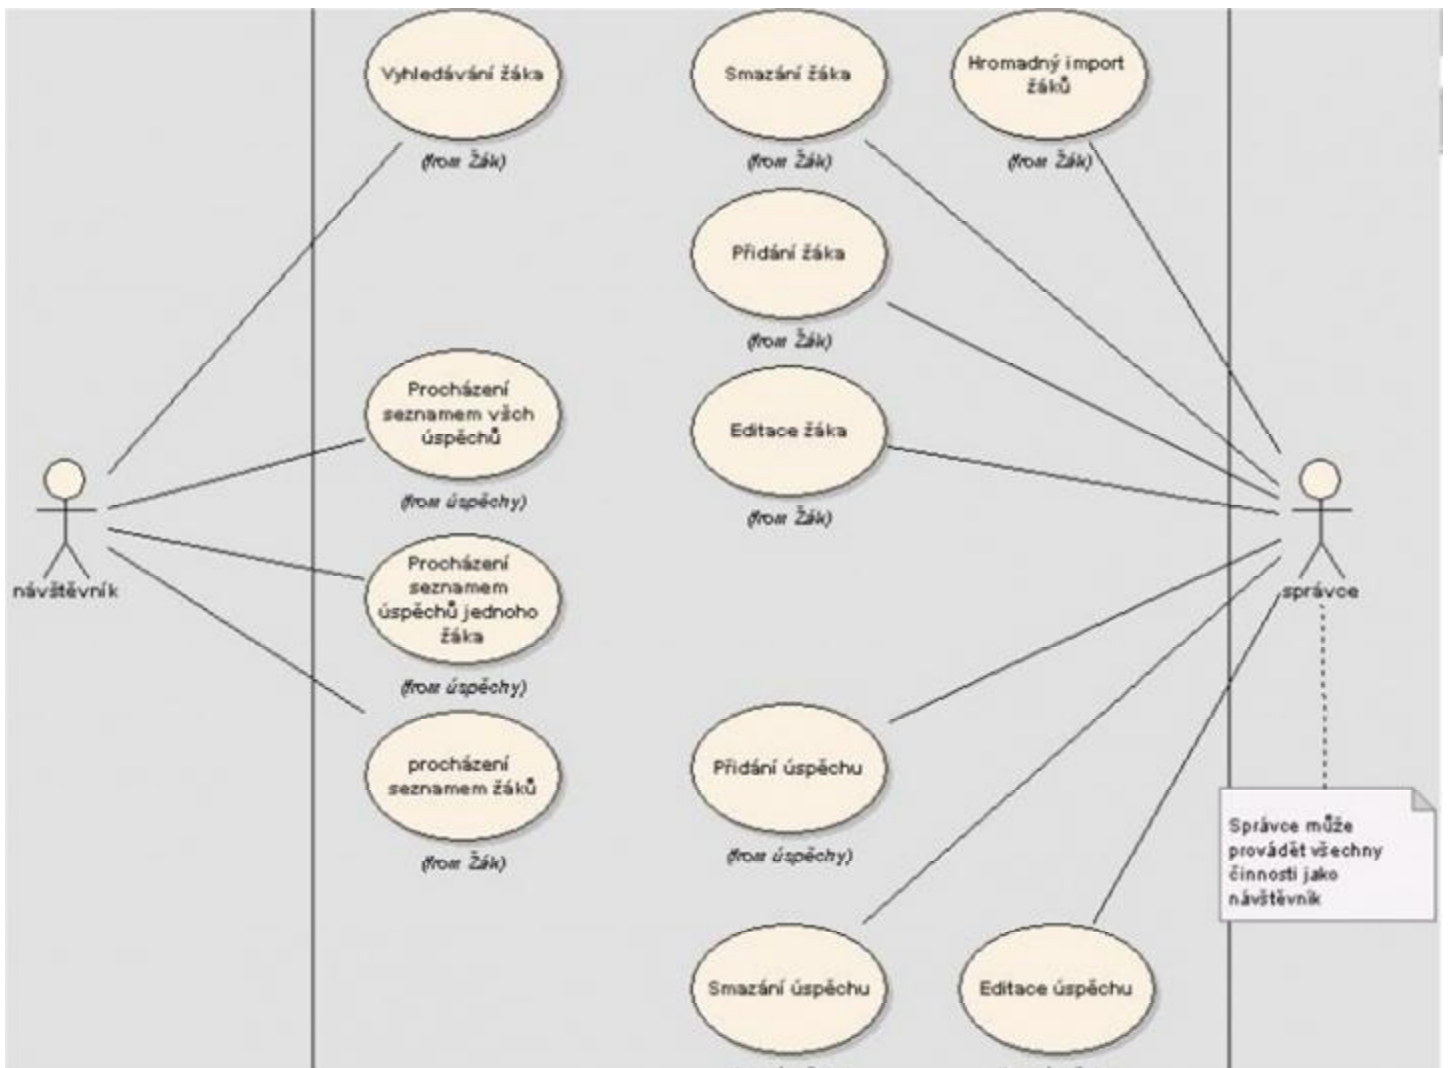 Vyhledávání žáka
(from Žák)
Smazání žáka
(from Žák)
Hromadný import
žáků
(from Žák)
Přidání žáka
(from Žák)
Procházení
seznamem všch
úspěchů
(from úspěchy)
Editace žáka
(from Žák)
návštěvník
správce
Procházení
seznamem
úspěchů jednoho
žáka
(from úspěchy)
procházení
seznamem žáků
(from Žák)
Přidání úspěchu
(from úspěchy)
Správce může
provádět všechny
činnosti jako
návštěvník
Smazání úspěchu
Editace úspěchu